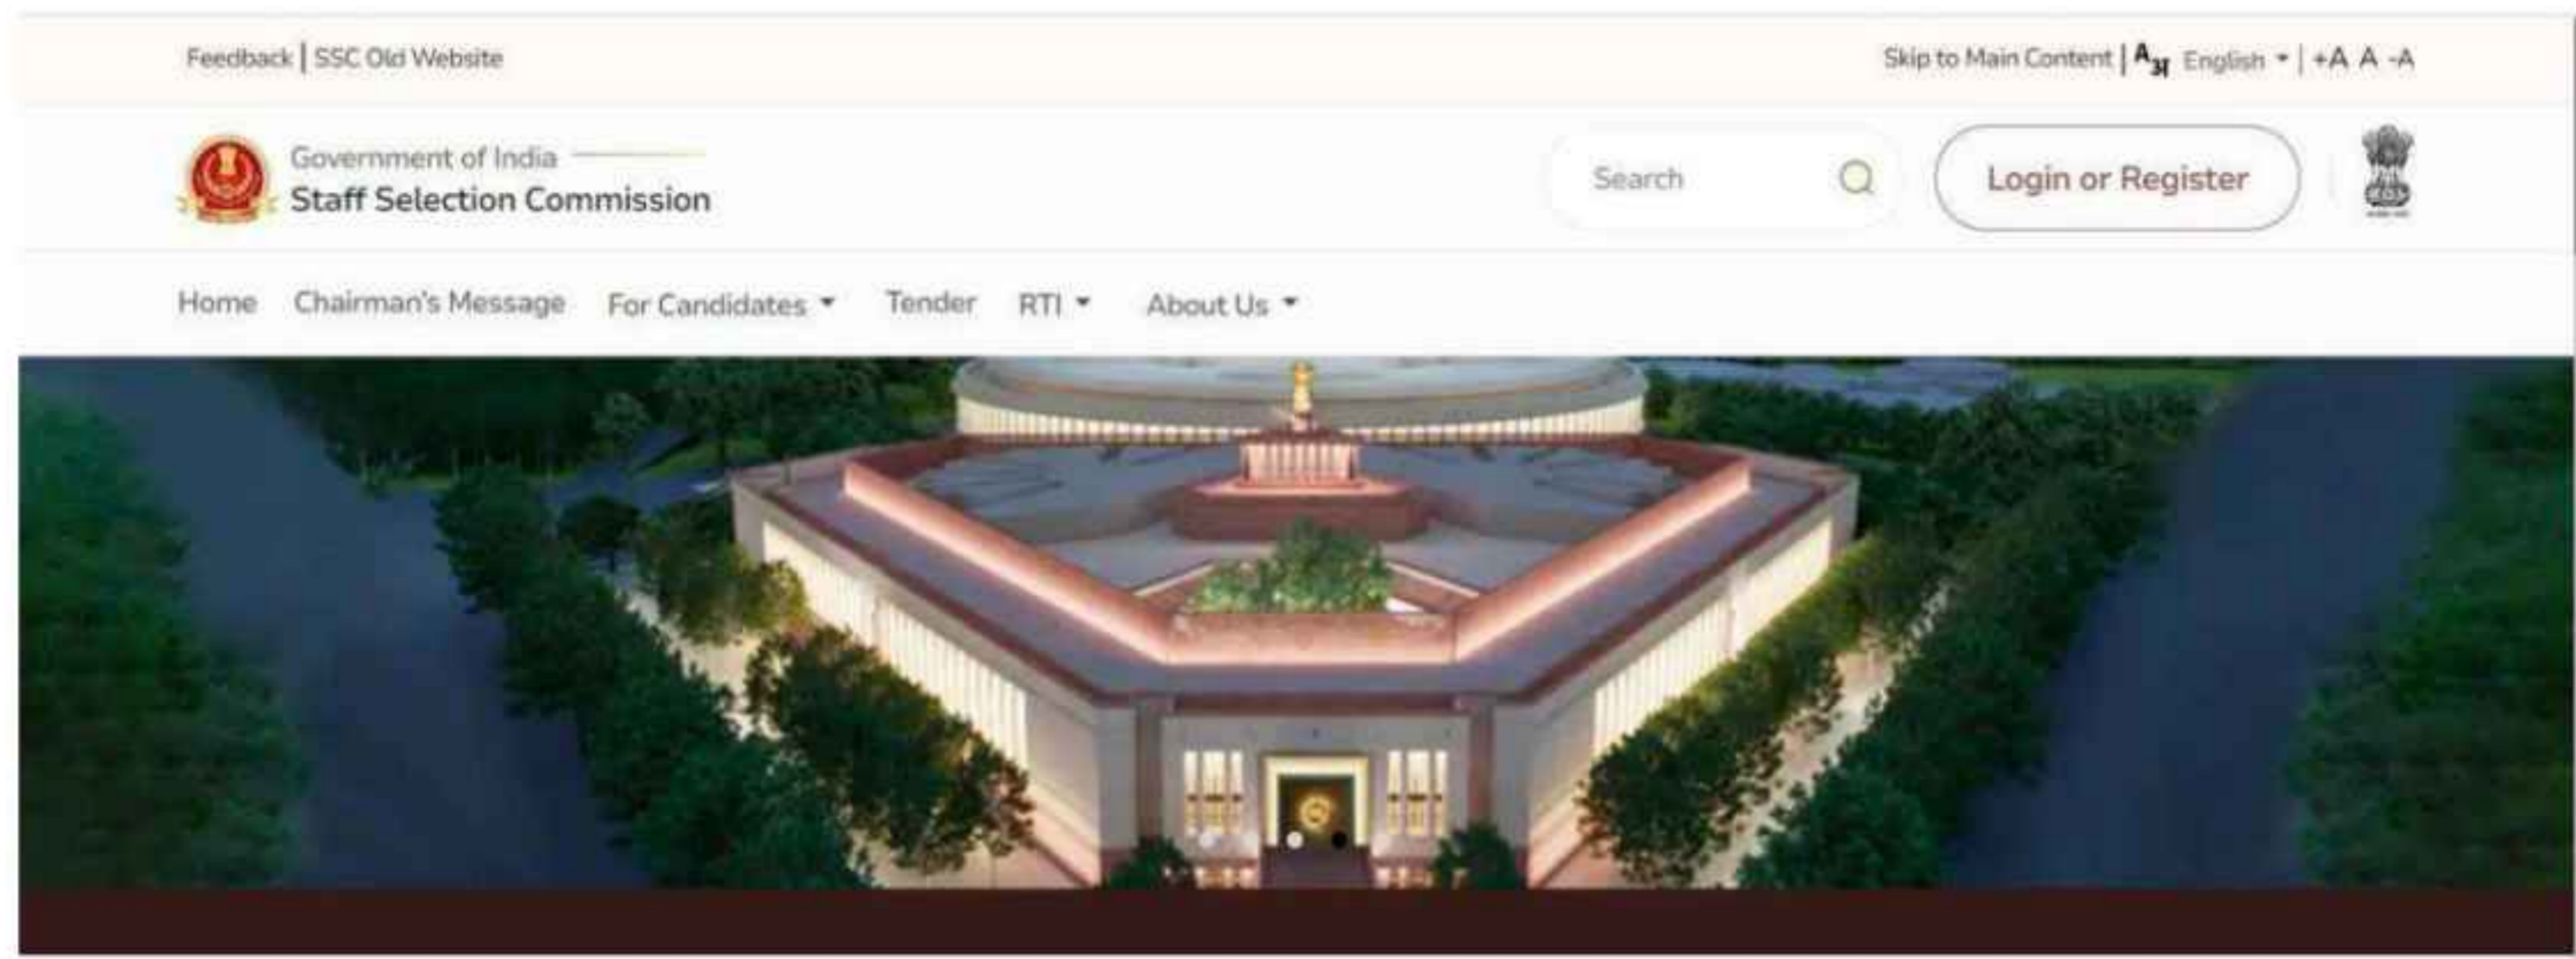 Feedback | SSC Old Website
Skip to Main Content | Aअ English | +A A -A
Government of India
Staff Selection Commission
Search
Login or Register
Home Chairman's Message For Candidates Tender RTI About Us